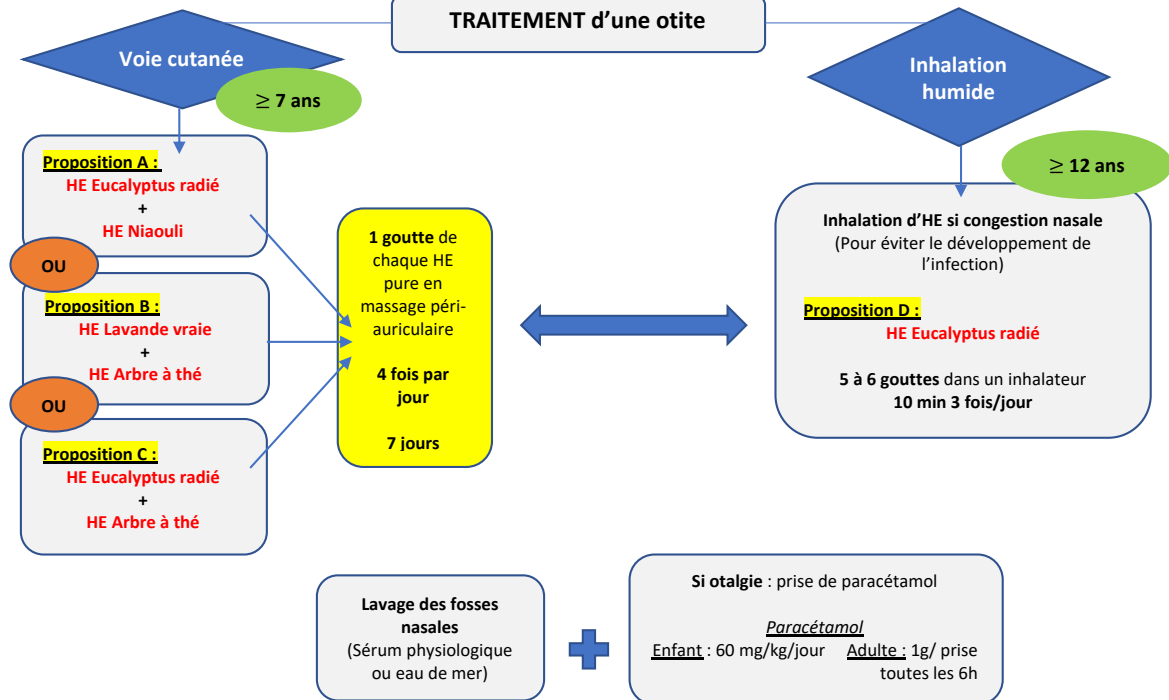 TRAITEMENT d’une otite
Voie cutanée
≥ 7 ans
Proposition A :
HE Eucalyptus radié
+
HE Niaouli
OU
Proposition B :
HE Lavande vraie
+
HE Arbre à thé
OU
Proposition C :
HE Eucalyptus radié
+
HE Arbre à thé
1 goutte de
chaque HE
pure en
massage péri-
auriculaire
4 fois par
jour
7 jours
Inhalation
humide
≥ 12 ans
Inhalation d’HE si congestion nasale
(Pour éviter le développement de
l’infection)
Proposition D :
HE Eucalyptus radié
5 à 6 gouttes dans un inhalateur
10 min 3 fois/jour
Lavage des fosses
nasales
(Sérum physiologique
ou eau de mer)
Si otalgie : prise de paracétamol
Paracétamol
Enfant : 60 mg/kg/jour Adulte : 1g/ prise
toutes les 6h